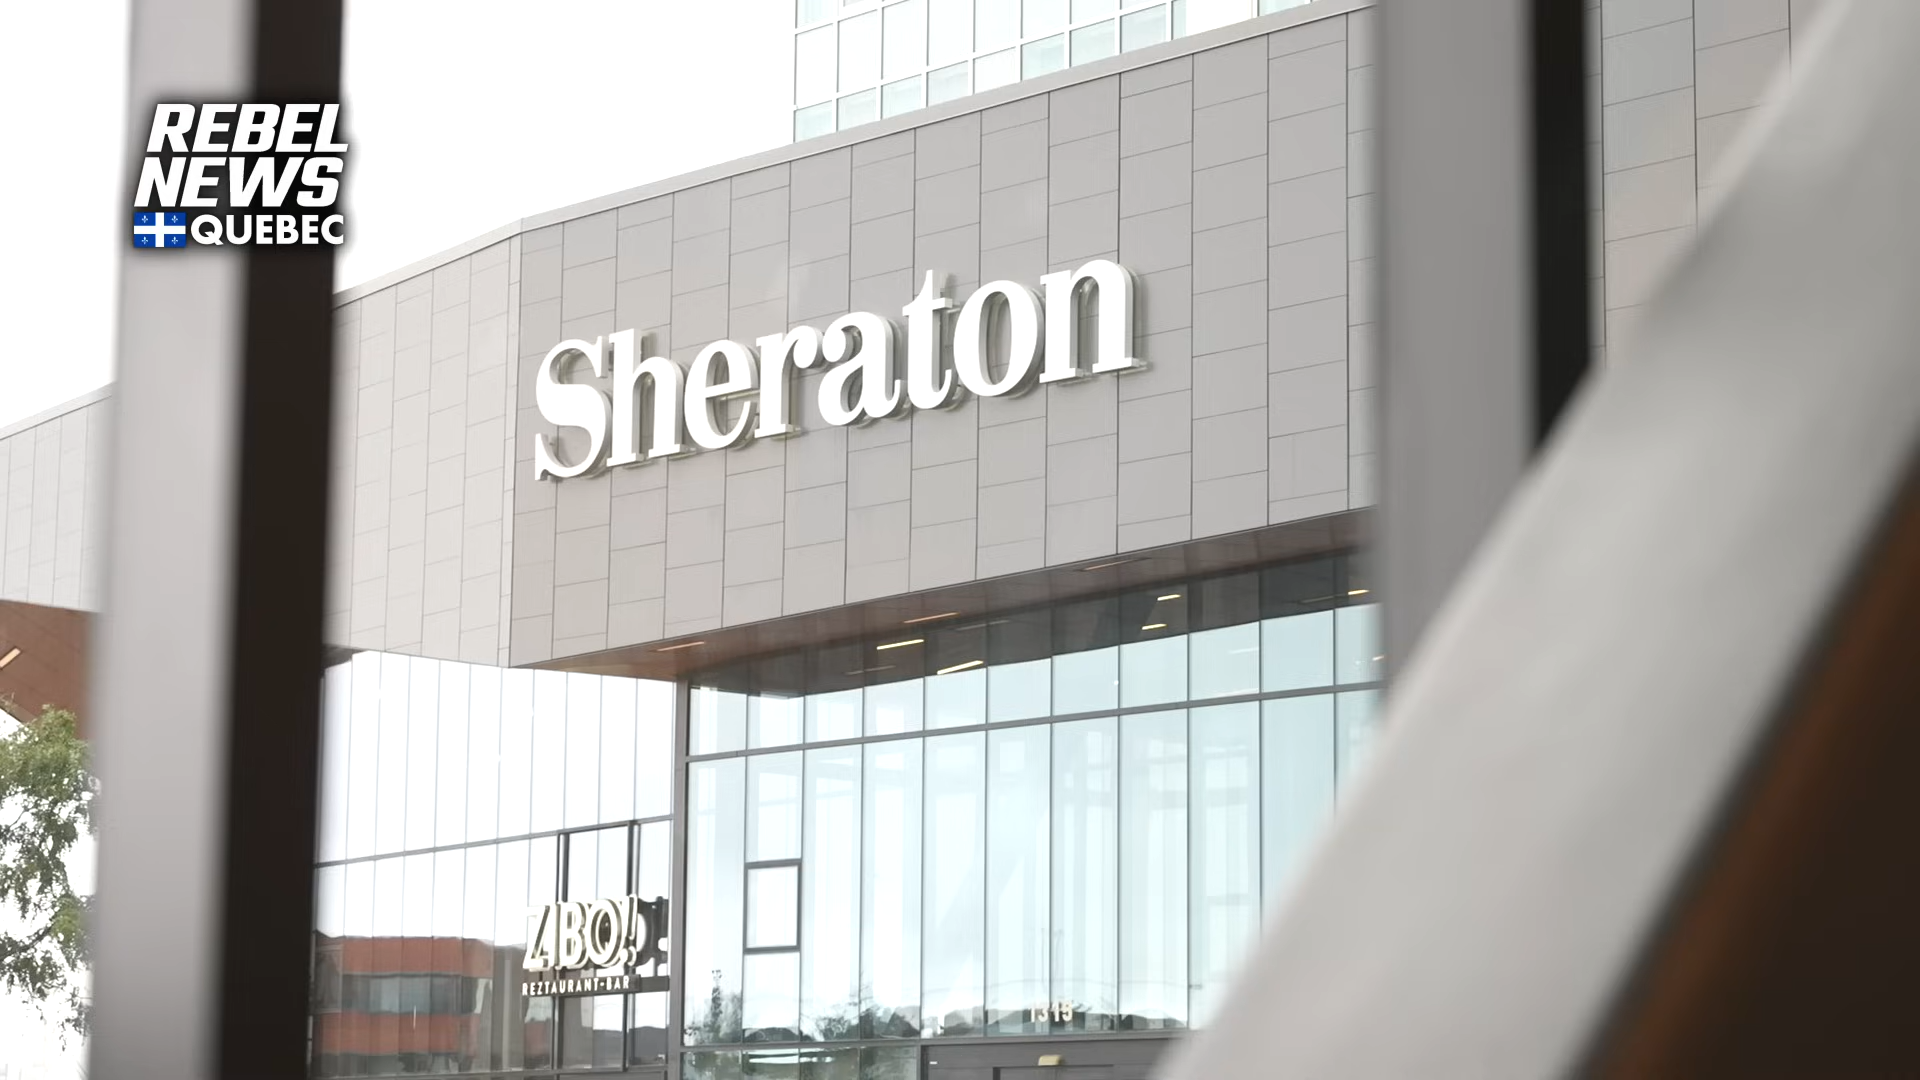 REBEL
NEWS
QUEBEC
Sheraton
ZIBO!
REZTAURANT-BAR
1315